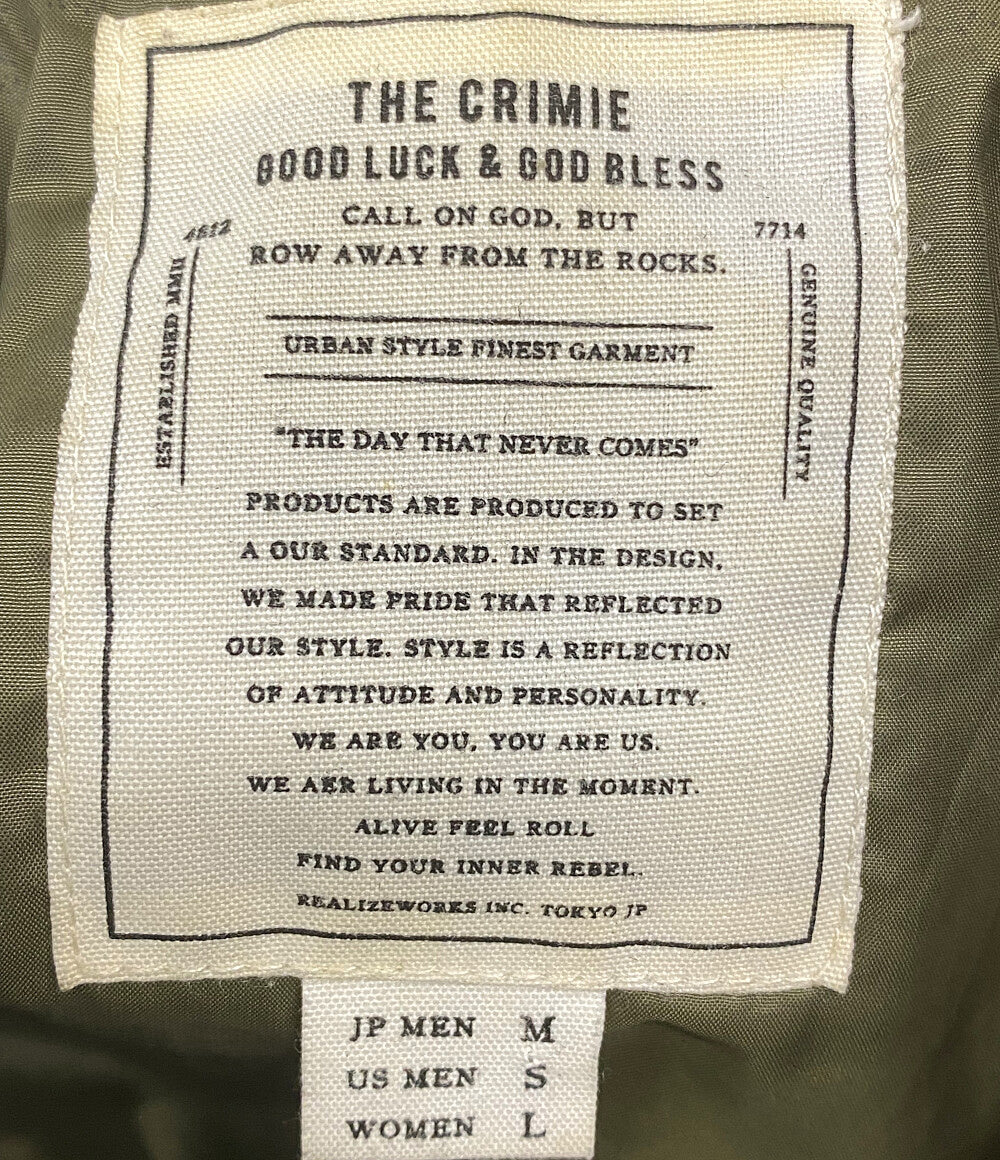 THE CRIMIE
GOOD LUCK & GOD BLESS
CALL ON GOD, BUT
ROW AWAY FROM THE ROCKS.
4612
ESTABLISHED MMII
7714
GENUINE QUALITY
URBAN STYLE FINEST GARMENT
"THE DAY THAT NEVER COMES"
PRODUCTS ARE PRODUCED TO SET
A OUR STANDARD. IN THE DESIGN,
WE MADE PRIDE THAT REFLECTED
OUR STYLE. STYLE IS A REFLECTION
OF ATTITUDE AND PERSONALITY.
WE ARE YOU, YOU ARE US.
WE AER LIVING IN THE MOMENT.
ALIVE FEEL ROLL
FIND YOUR INNER REBEL.
REALIZEWORKS INC. TOKYO JP
JP MEN M
US MEN S
WOMEN L